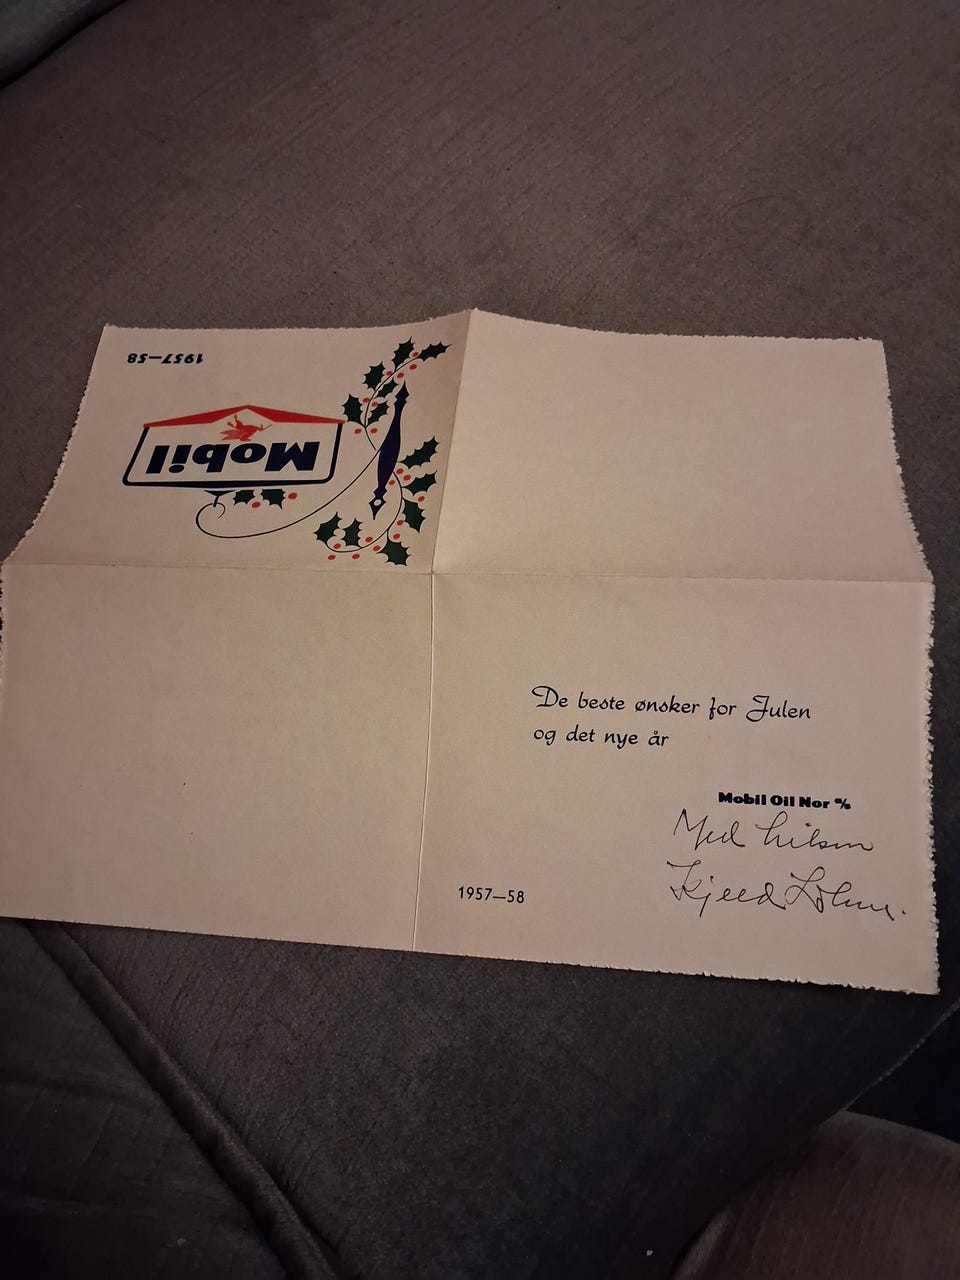 1957—58
Mobil
De beste ønsker for Julen
og det nye år
Mobil Oil Nor a/s
Med hilsen
1957—58